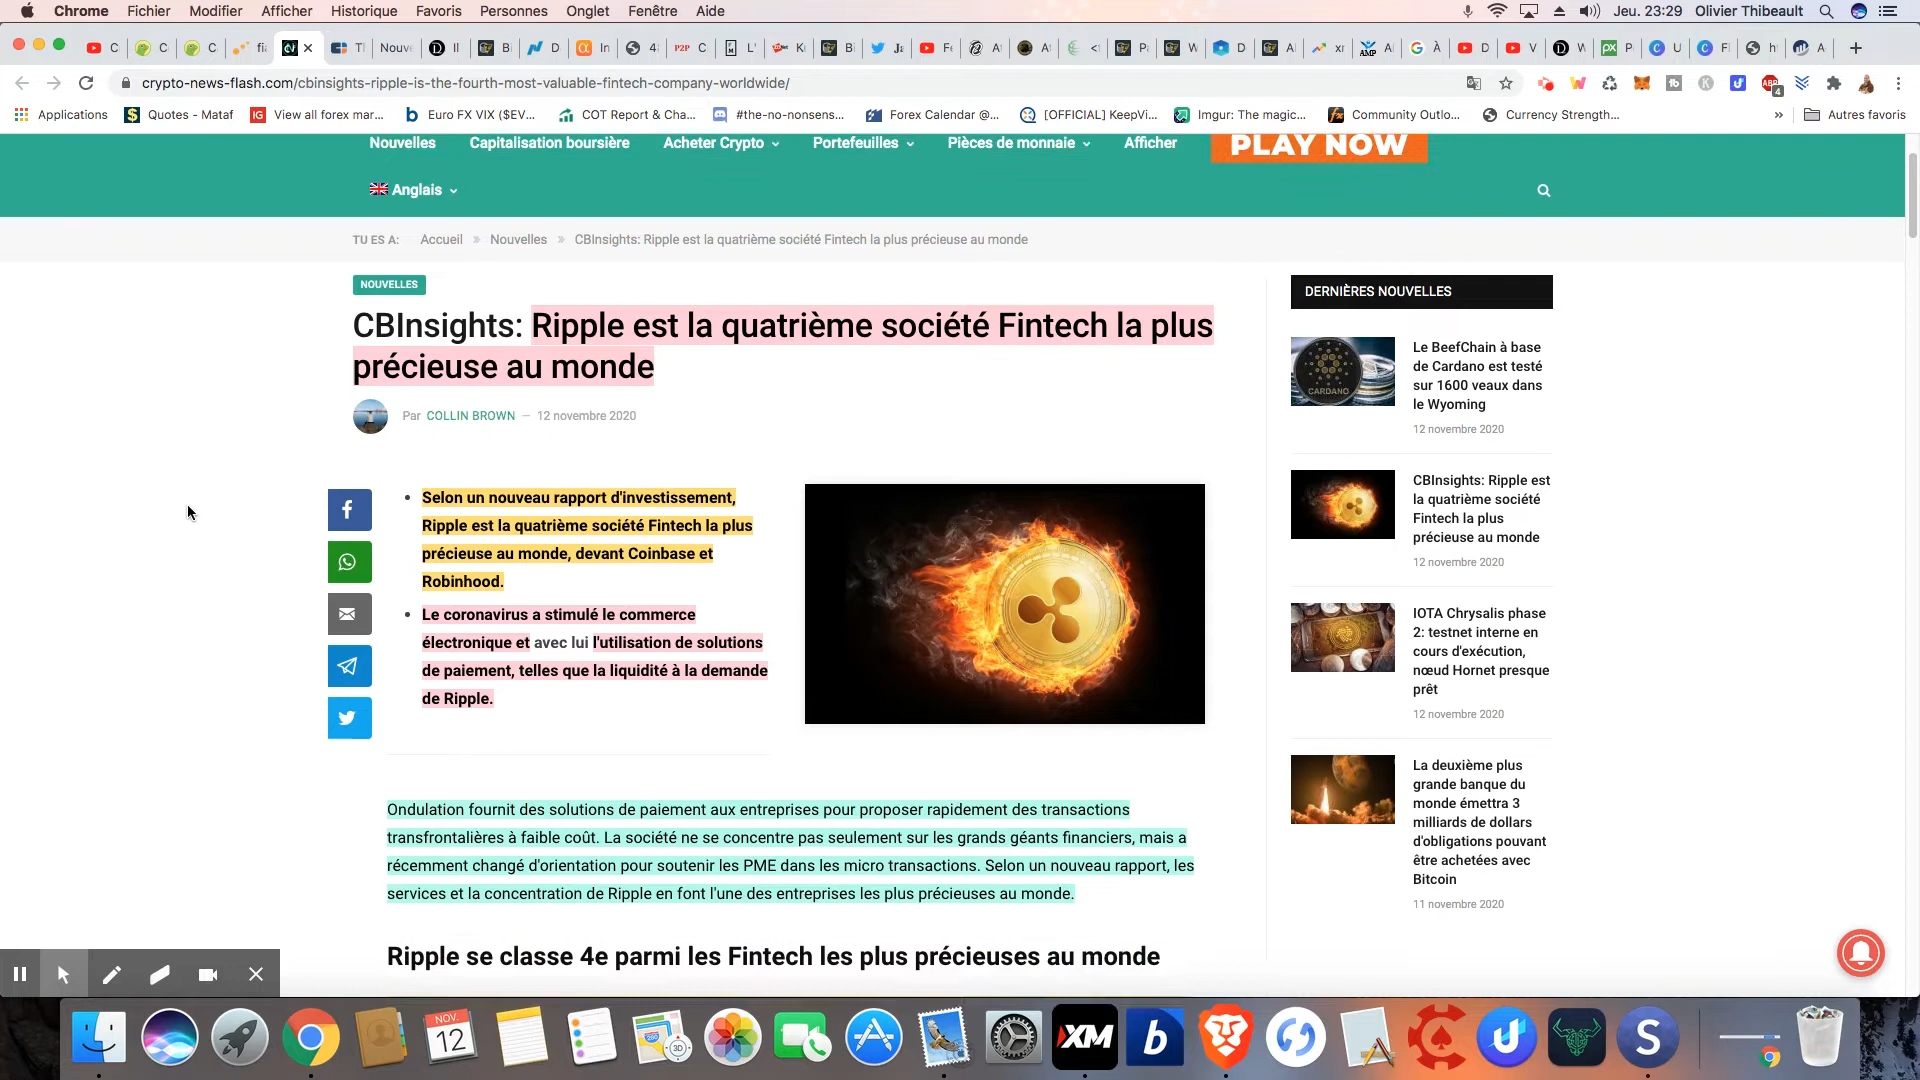 Chrome Fichier Modifier Afficher Historique Favoris Personnes Onglet Fenêtre Aide Jeu. 23:29 Olivier Thibeault
crypto-news-flash.com/cbinsights-ripple-is-the-fourth-most-valuable-fintech-company-worldwide/
Applications Quotes - Mataf View all forex mar... Euro FX VIX ($EV... COT Report & Cha... #the-no-nonsens... Forex Calendar @... [OFFICIAL] KeepVi... Imgur: The magic... Community Outlo... Currency Strength... » Autres favoris
Nouvelles Capitalisation boursière Acheter Crypto Portefeuilles Pièces de monnaie Afficher PLAY NOW
Anglais
TU ES A: Accueil » Nouvelles » CBInsights: Ripple est la quatrième société Fintech la plus précieuse au monde
NOUVELLES
CBInsights: Ripple est la quatrième société Fintech la plus
précieuse au monde
Par COLLIN BROWN — 12 novembre 2020
• Selon un nouveau rapport d'investissement,
Ripple est la quatrième société Fintech la plus
précieuse au monde, devant Coinbase et
Robinhood.
• Le coronavirus a stimulé le commerce
électronique et avec lui l'utilisation de solutions
de paiement, telles que la liquidité à la demande
de Ripple.
Ondulation fournit des solutions de paiement aux entreprises pour proposer rapidement des transactions
transfrontalières à faible coût. La société ne se concentre pas seulement sur les grands géants financiers, mais a
récemment changé d'orientation pour soutenir les PME dans les micro transactions. Selon un nouveau rapport, les
services et la concentration de Ripple en font l'une des entreprises les plus précieuses au monde.
Ripple se classe 4e parmi les Fintech les plus précieuses au monde
DERNIÈRES NOUVELLES
CARDANO
Le BeefChain à base
de Cardano est testé
sur 1600 veaux dans
le Wyoming
12 novembre 2020
CBInsights: Ripple est
la quatrième société
Fintech la plus
précieuse au monde
12 novembre 2020
IOTA Chrysalis phase
2: testnet interne en
cours d'exécution,
nœud Hornet presque
prêt
12 novembre 2020
La deuxième plus
grande banque du
monde émettra 3
milliards de dollars
d'obligations pouvant
être achetées avec
Bitcoin
11 novembre 2020
NOV.
12
XM
b
S